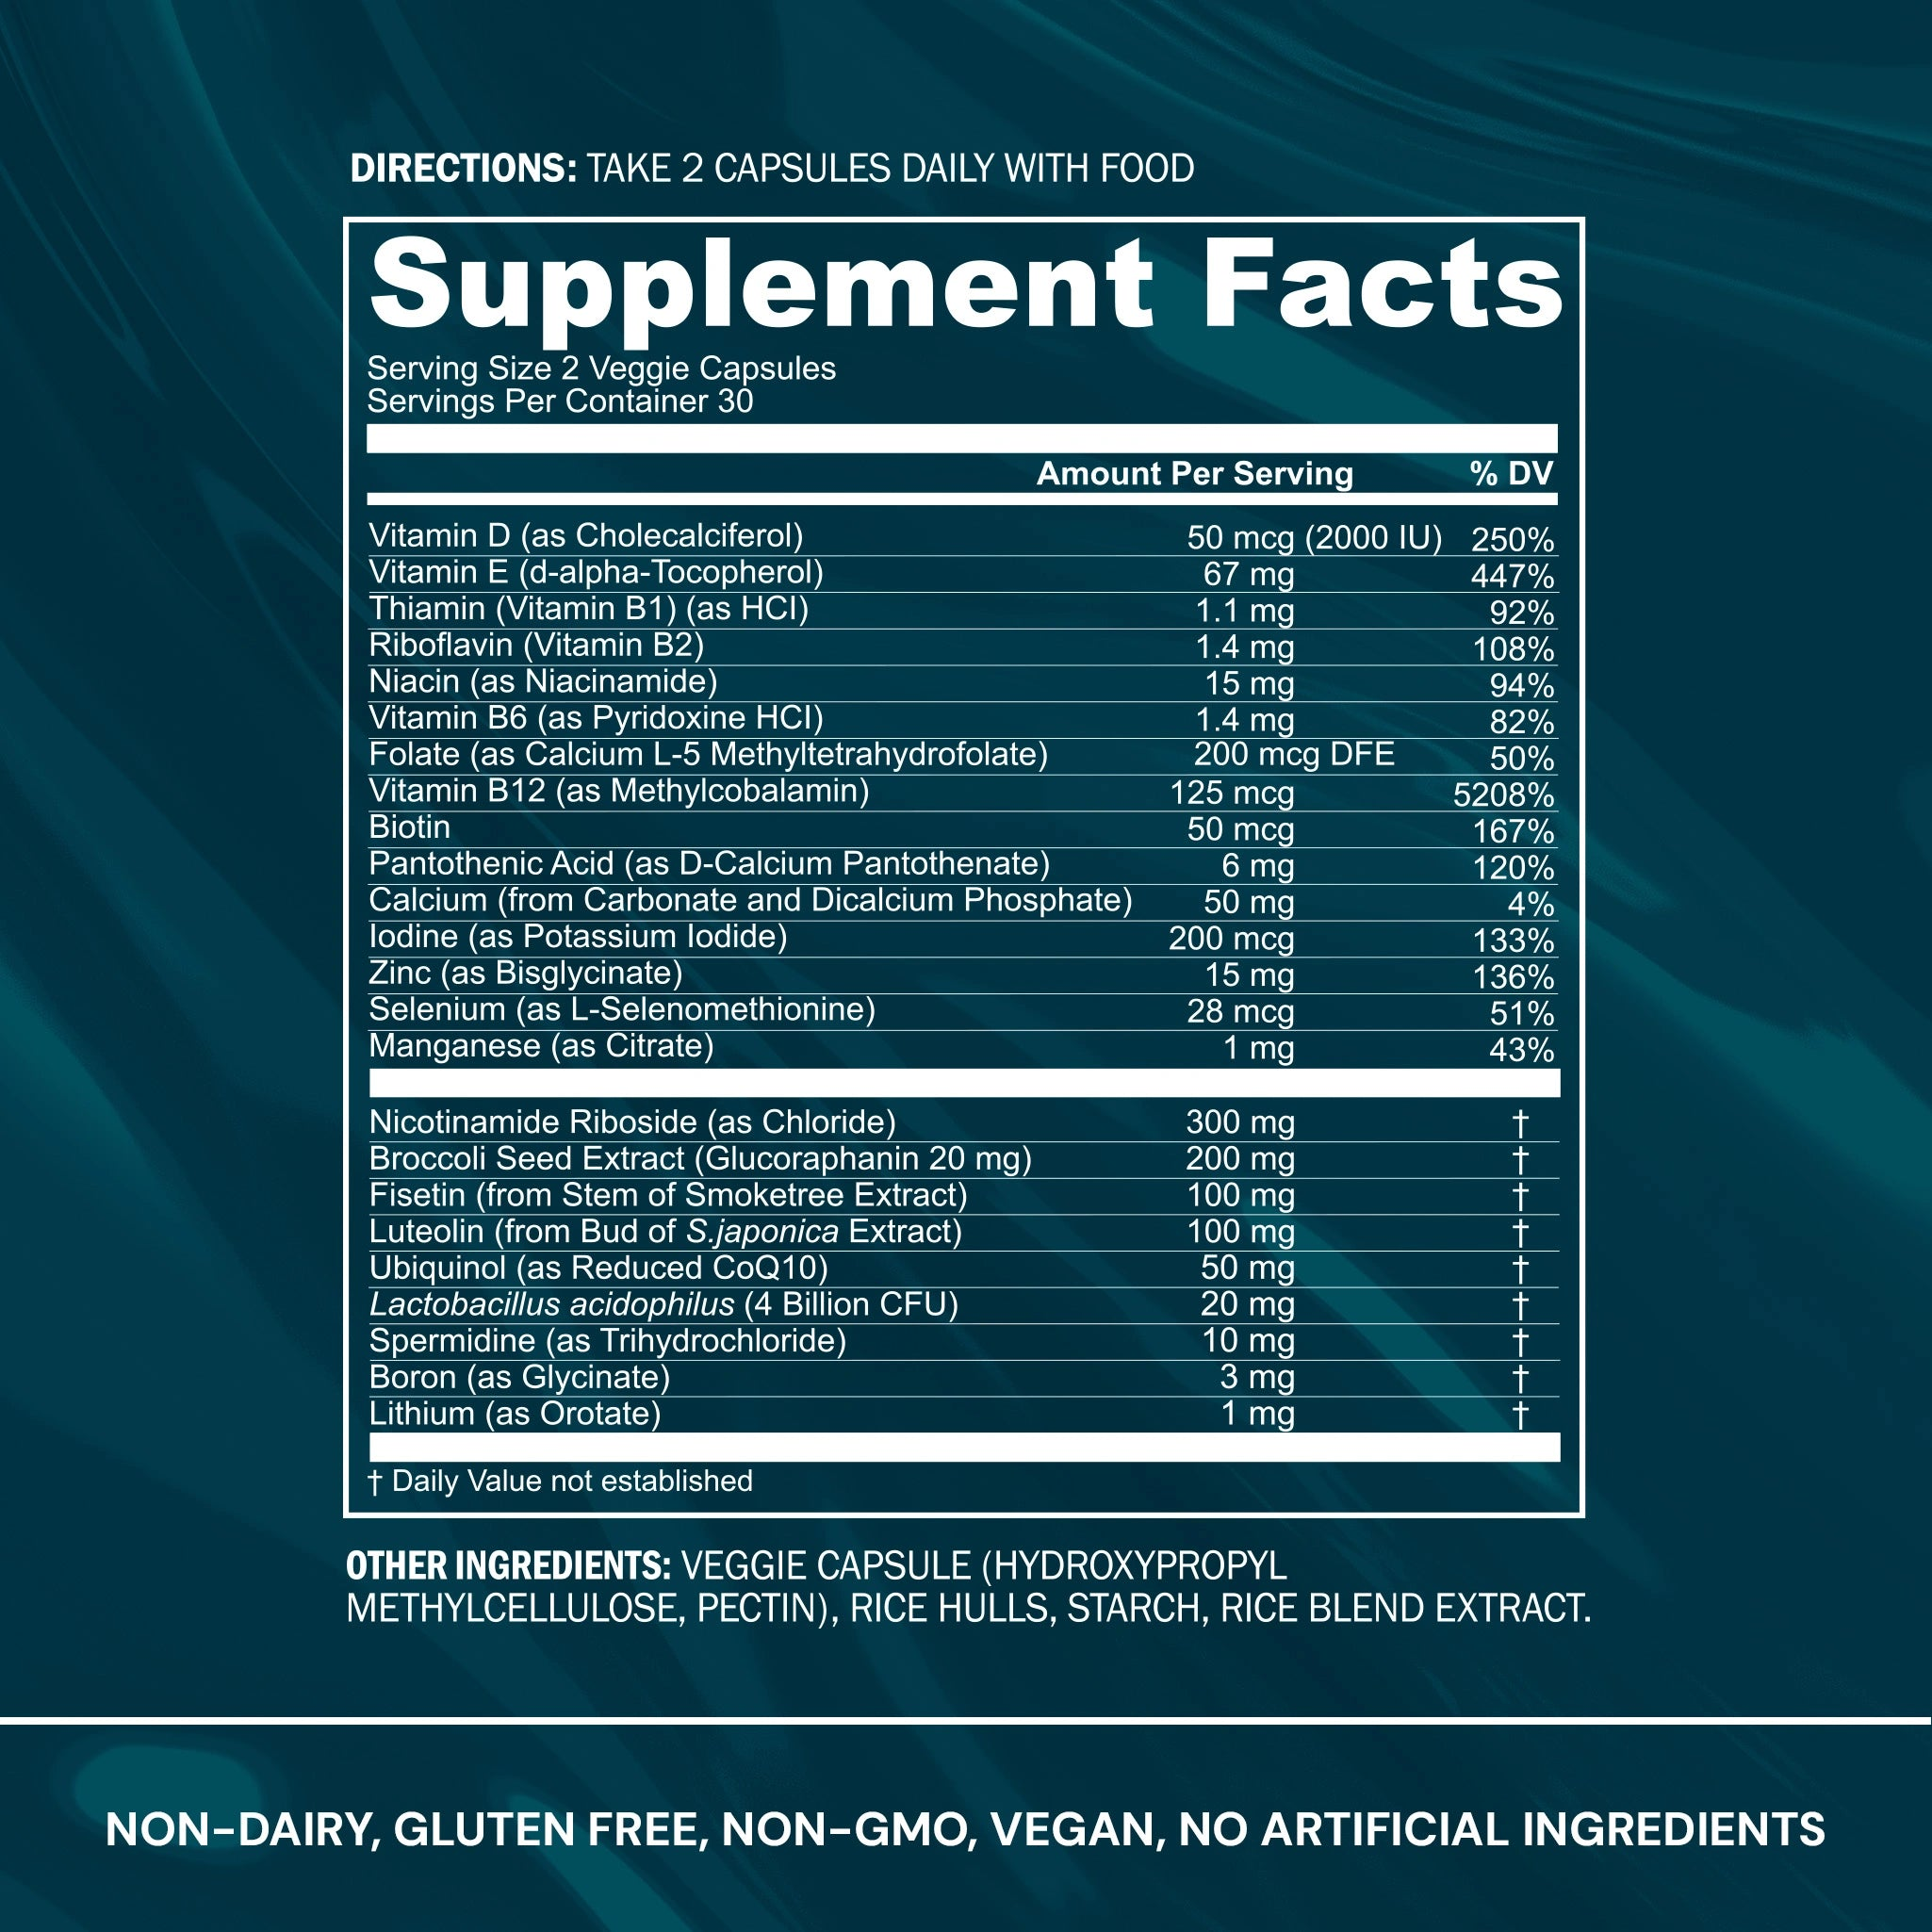 DIRECTIONS: TAKE 2 CAPSULES DAILY WITH FOOD
Supplement Facts
Serving Size 2 Veggie Capsules
Servings Per Container 30
Amount Per Serving % DV
Vitamin D (as Cholecalciferol) 50 mcg (2000 IU) 250%
Vitamin E (d-alpha-Tocopherol) 67 mg 447%
Thiamin (Vitamin B1) (as HCl) 1.1 mg 92%
Riboflavin (Vitamin B2) 1.4 mg 108%
Niacin (as Niacinamide) 15 mg 94%
Vitamin B6 (as Pyridoxine HCl) 1.4 mg 82%
Folate (as Calcium L-5 Methyltetrahydrofolate) 200 mcg DFE 50%
Vitamin B12 (as Methylcobalamin) 125 mcg 5208%
Biotin 50 mcg 167%
Pantothenic Acid (as D-Calcium Pantothenate) 6 mg 120%
Calcium (from Carbonate and Dicalcium Phosphate) 50 mg 4%
Iodine (as Potassium Iodide) 200 mcg 133%
Zinc (as Bisglycinate) 15 mg 136%
Selenium (as L-Selenomethionine) 28 mcg 51%
Manganese (as Citrate) 1 mg 43%
Nicotinamide Riboside (as Chloride) 300 mg †
Broccoli Seed Extract (Glucoraphanin 20 mg) 200 mg †
Fisetin (from Stem of Smoketree Extract) 100 mg †
Luteolin (from Bud of S.japonica Extract) 100 mg †
Ubiquinol (as Reduced CoQ10) 50 mg †
Lactobacillus acidophilus (4 Billion CFU) 20 mg †
Spermidine (as Trihydrochloride) 10 mg †
Boron (as Glycinate) 3 mg †
Lithium (as Orotate) 1 mg †
† Daily Value not established
OTHER INGREDIENTS: VEGGIE CAPSULE (HYDROXYPROPYL
METHYLCELLULOSE, PECTIN), RICE HULLS, STARCH, RICE BLEND EXTRACT.
NON-DAIRY, GLUTEN FREE, NON-GMO, VEGAN, NO ARTIFICIAL INGREDIENTS